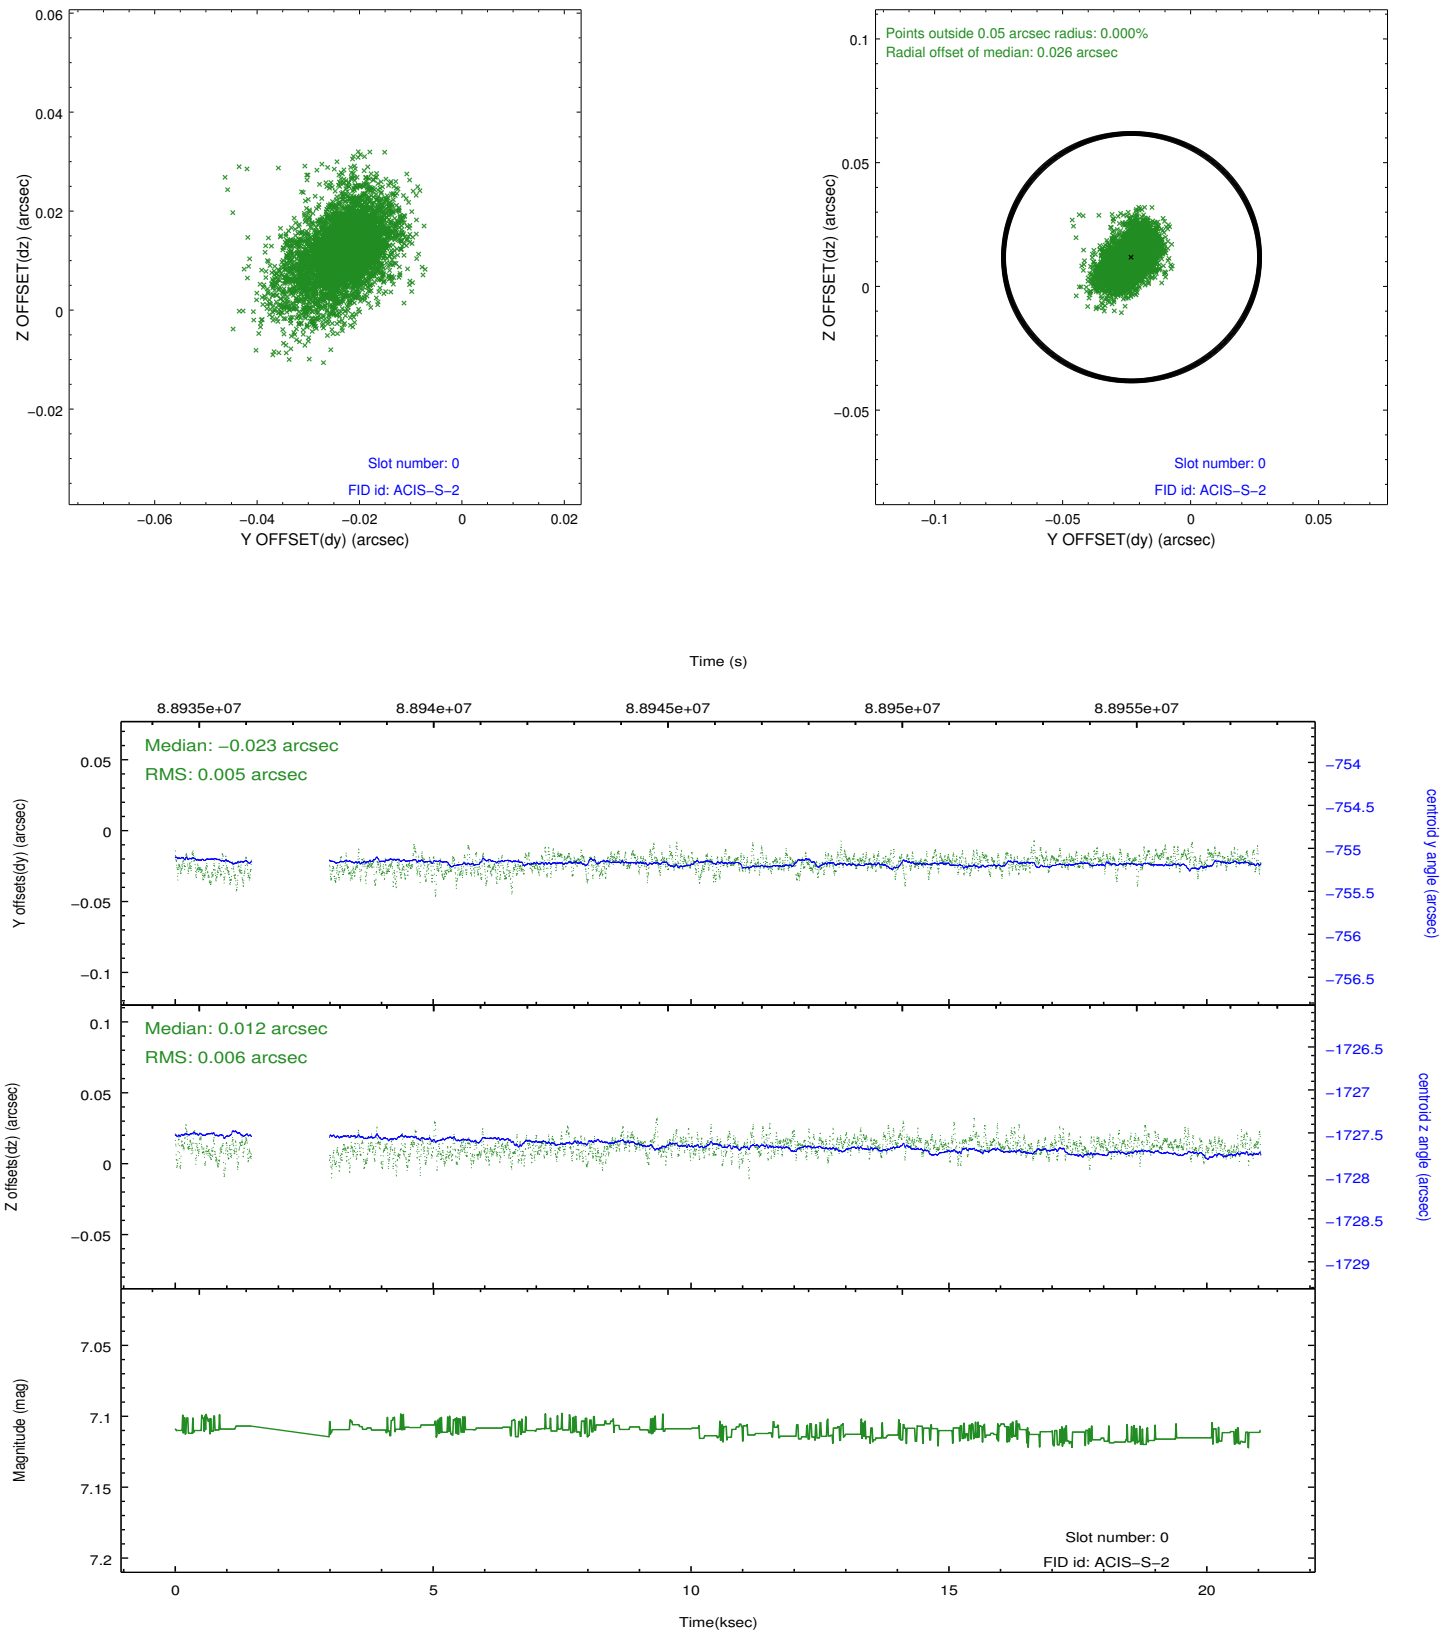 0.06
0.04
0.02
0
−0.02
Z OFFSET(dz) (arcsec)
Slot number: 0
FID id: ACIS−S−2
−0.06
−0.04
−0.02
0
0.02
Y OFFSET(dy) (arcsec)
Points outside 0.05 arcsec radius: 0.000%
Radial offset of median: 0.026 arcsec
0.1
0.05
0
−0.05
Z OFFSET(dz) (arcsec)
Slot number: 0
FID id: ACIS−S−2
−0.1
−0.05
0
0.05
Y OFFSET(dy) (arcsec)
Time (s)
8.8935e+07
8.894e+07
8.8945e+07
8.895e+07
8.8955e+07
Median: −0.023 arcsec
RMS: 0.005 arcsec
0.05
0
−0.05
−0.1
Y offsets(dy) (arcsec)
−754
−754.5
−755
−755.5
−756
−756.5
centroid y angle (arcsec)
Median: 0.012 arcsec
RMS: 0.006 arcsec
0.1
0.05
0
−0.05
Z offsets(dz) (arcsec)
−1726.5
−1727
−1727.5
−1728
−1728.5
−1729
centroid z angle (arcsec)
7.05
7.1
7.15
7.2
Magnitude (mag)
Slot number: 0
FID id: ACIS−S−2
0
5
10
15
20
Time(ksec)